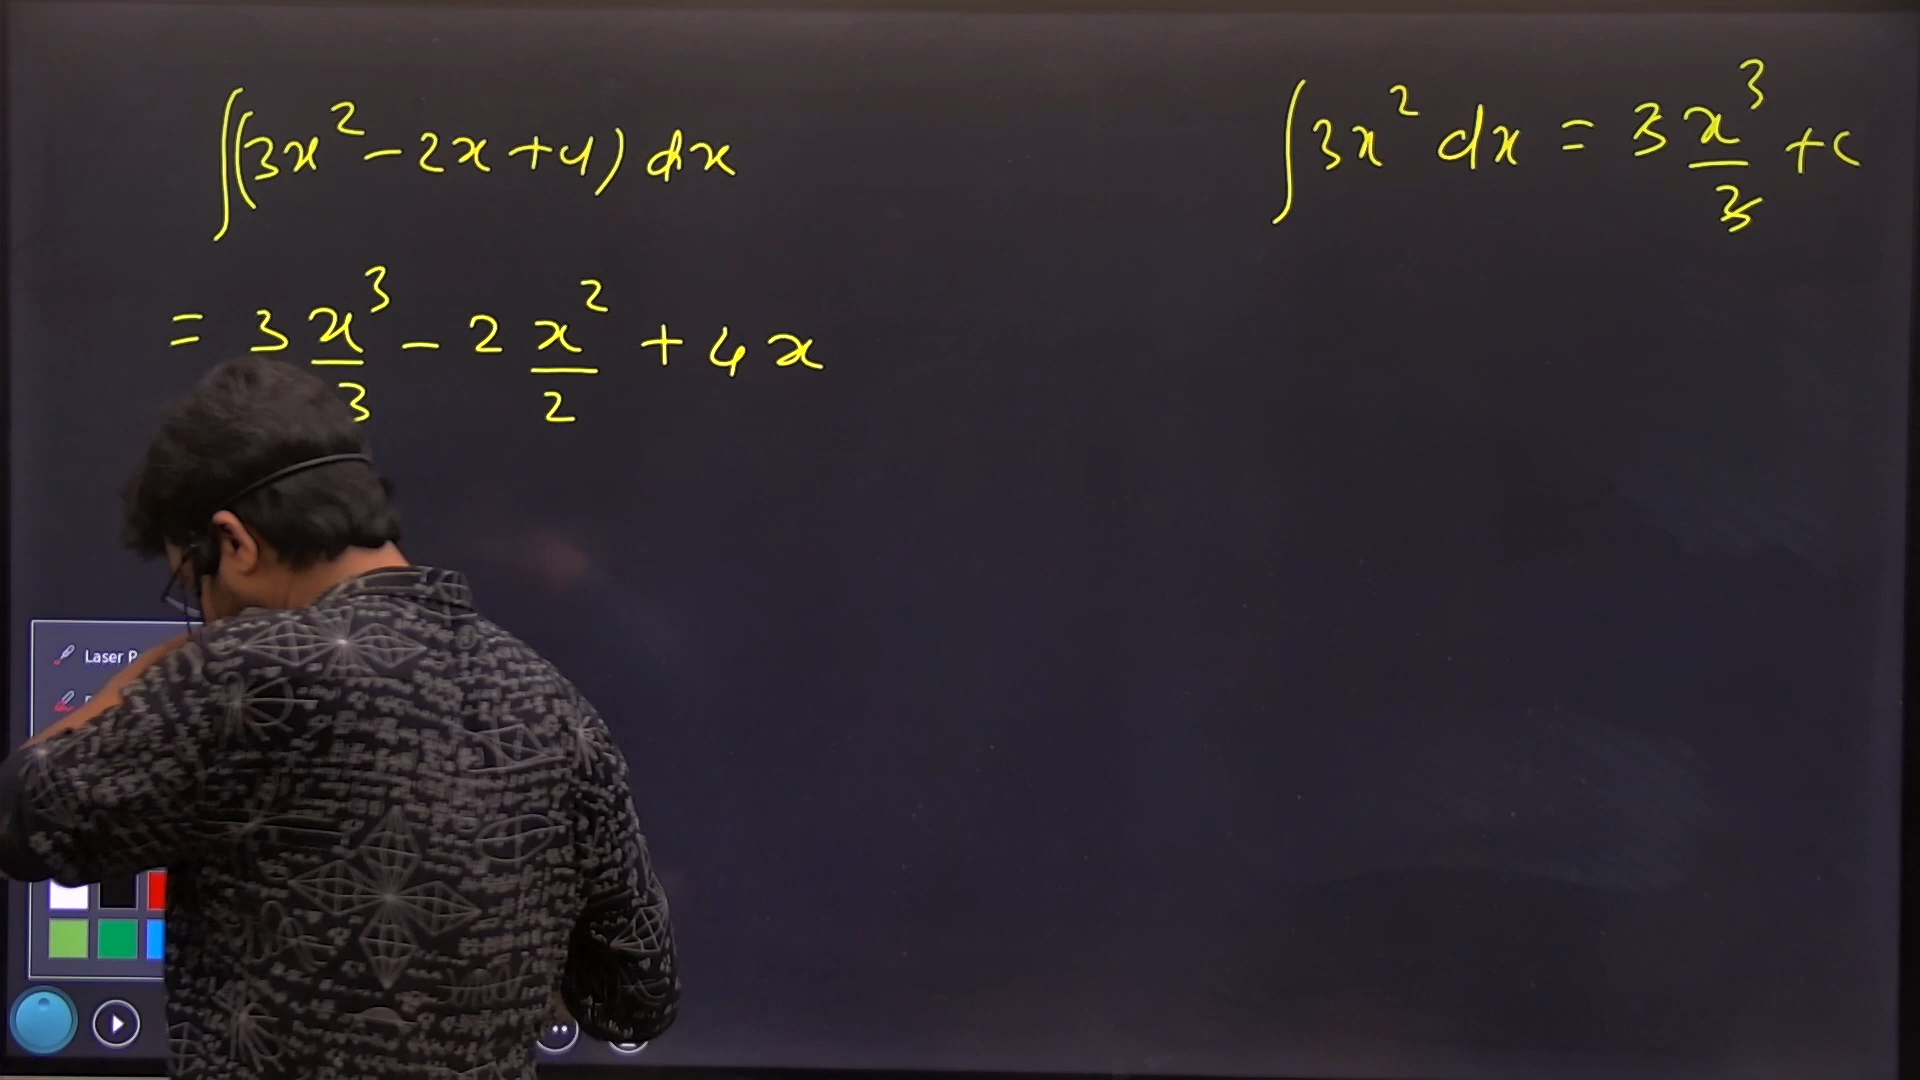 ∫(3x² - 2x + 4) dx
= 3 x³/3 - 2 x²/2 + 4x
∫3x² dx = 3 x³/3 + c
Laser